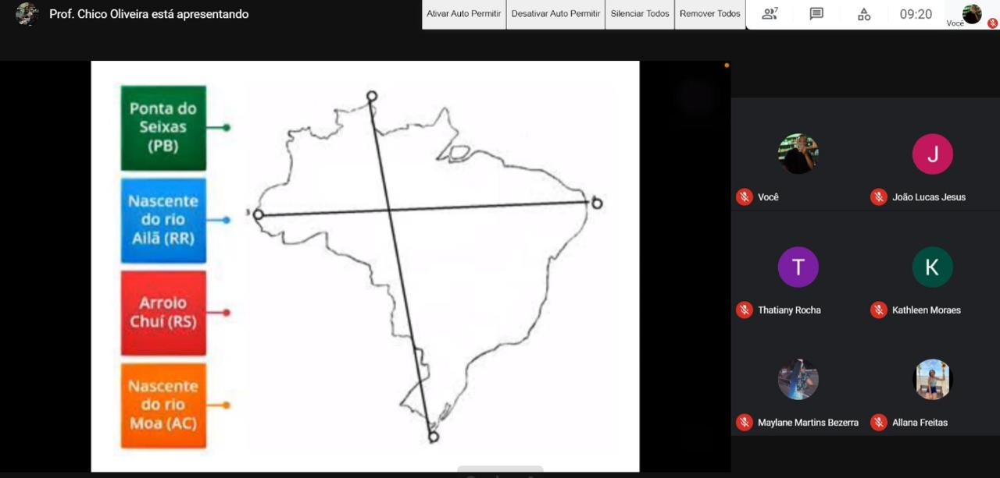 Prof. Chico Oliveira está apresentando
Ativar Auto Permitir
Desativar Auto Permitir
Silenciar Todos
Remover Todos
7
09:20
Você
Ponta do
Seixas
(PB)
Nascente
do rio
Ailã (RR)
Arroio
Chuí (RS)
Nascente
do rio
Moa (AC)
Você
J
João Lucas Jesus
T
Thatiany Rocha
K
Kathleen Moraes
Maylane Martins Bezerra
Allana Freitas